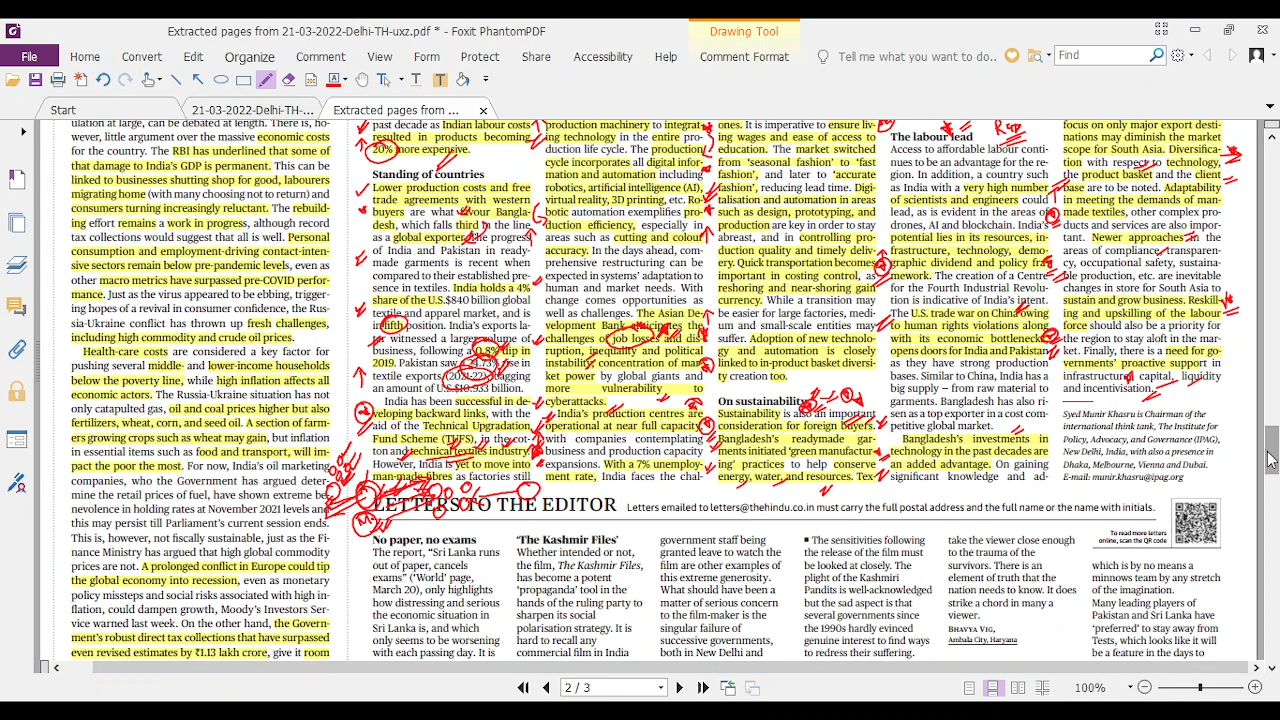 Extracted pages from 21-03-2022-Delhi-TH-uxz.pdf * - Foxit PhantomPDF
Drawing Tool
File
Home
Convert
Edit
Organize
Comment
View
Form
Protect
Share
Accessibility
Help
Comment Format
Tell me what you want to do...
Find
Start
21-03-2022-Delhi-TH-...
Extracted pages from ...
ulation at large, can be debated at length. There is, ho-
wever, little argument over the massive economic costs
for the country. The RBI has underlined that some of
that damage to India's GDP is permanent. This can be
linked to businesses shutting shop for good, labourers
migrating home (with many choosing not to return) and
consumers turning increasingly reluctant. The rebuild-
ing effort remains a work in progress, although record
tax collections would suggest that all is well. Personal
consumption and employment-driving contact-inten-
sive sectors remain below pre-pandemic levels, even as
other macro metrics have surpassed pre-COVID perfor-
mance. Just as the virus appeared to be ebbing, trigger-
ing hopes of a revival in consumer confidence, the Rus-
sia-Ukraine conflict has thrown up fresh challenges,
including high commodity and crude oil prices.
Health-care costs are considered a key factor for
pushing several middle- and lower-income households
below the poverty line, while high inflation affects all
economic actors. The Russia-Ukraine situation has not
only catapulted gas, oil and coal prices higher but also
fertilizers, wheat, corn, and seed oil. A section of farm-
ers growing crops such as wheat may gain, but inflation
in essential items such as food and transport, will im-
pact the poor the most. For now, India's oil marketing
companies, who the Government has argued deter-
mine the retail prices of fuel, have shown extreme be-
nevolence in holding rates at November 2021 levels and
this may persist till Parliament's current session ends.
This is, however, not fiscally sustainable, just as the Fi-
nance Ministry has argued that high global commodity
prices are not. A prolonged conflict in Europe could tip
the global economy into recession, even as monetary
policy missteps and social risks associated with high in-
flation, could dampen growth, Moody's Investors Ser-
vice warned last week. On the other hand, the Govern-
ment's robust direct tax collections that have surpassed
even revised estimates by ₹1.13 lakh crore, give it room
past decade as Indian labour costs
resulted in products becoming
20% more expensive.
Standing of countries
Lower production costs and free
trade agreements with western
buyers are what favour Bangla-
desh, which falls third in the line
as a global exporter. The progress
of India and Pakistan in ready-
made garments is recent when
compared to their established pre-
sence in textiles. India holds a 4%
share of the U.S.$840 billion global
textile and apparel market, and is
in fifth position. India's exports la-
ter witnessed a larger volume of
business, following a 0.8% dip in
2019. Pakistan saw a 24.73% rise in
textile exports (2021-22) bagging
an amount of U.S.$10.933 billion.
India has been successful in de-
veloping backward links, with the
aid of the Technical Upgradation
Fund Scheme (TUFS), in the cot-
ton and technical textiles industry.
However, India is yet to move into
man-made fibres as factories still
production machinery to integrat-
ing technology in the entire pro-
duction life cycle. The production
cycle incorporates all digital infor-
mation and automation including
robotics, artificial intelligence (AI),
virtual reality, 3D printing, etc. Ro-
botic automation exemplifies pro-
duction efficiency, especially in
areas such as cutting and colour
accuracy. In the days ahead, com-
prehensive restructuring can be
expected in systems' adaptation to
human and market needs. With
change comes opportunities as
well as challenges. The Asian De-
velopment Bank anticipates the
challenges of job losses and dis-
ruption, inequality and political
instability, concentration of mar-
ket power by global giants and
more vulnerability to
cyberattacks.
India's production centres are
operational at near full capacity
with companies contemplating
business and production capacity
expansions. With a 7% unemploy-
ment rate, India faces the chal-
ones. It is imperative to ensure liv-
ing wages and ease of access to
education. The market switched
from 'seasonal fashion' to 'fast
fashion', and later to 'accurate
fashion', reducing lead time. Digi-
talisation and automation in areas
such as design, prototyping, and
production are key in order to stay
abreast, and in controlling pro-
duction quality and timely deliv-
ery. Quick transportation becomes
important in costing control, as
reshoring and near-shoring gain
currency. While a transition may
be easier for large factories, medi-
um and small-scale entities may
suffer. Adoption of new technolo-
gy and automation is closely
linked to in-product basket diversi-
ty creation too.
On sustainability
Sustainability is also an important
consideration for foreign buyers.
Bangladesh's readymade gar-
ments initiated 'green manufactur-
ing' practices to help conserve
energy, water, and resources. Tex-
Rep
The labour lead
Access to affordable labour conti-
nues to be an advantage for the re-
gion. In addition, a country such
as India with a very high number
of scientists and engineers could
lead, as is evident in the areas of
drones, AI and blockchain. India's
potential lies in its resources, in-
frastructure, technology, demo-
graphic dividend and policy fra-
mework. The creation of a Centre
for the Fourth Industrial Revolu-
tion is indicative of India's intent.
The U.S. trade war on China owing
to human rights violations along
with its economic bottlenecks
opens doors for India and Pakistan
as they have strong production
bases. Similar to China, India has a
big supply — from raw material to
garments. Bangladesh has also ri-
sen as a top exporter in a cost com-
petitive global market.
Bangladesh's investments in
technology in the past decades are
an added advantage. On gaining
significant knowledge and ad-
focus on only major export desti-
nations may diminish the market
scope for South Asia. Diversifica-
tion with respect to technology,
the product basket and the client
base are to be noted. Adaptability
in meeting the demands of man-
made textiles, other complex pro-
ducts and services are also impor-
tant. Newer approaches in the
areas of compliance, transparen-
cy, occupational safety, sustaina-
ble production, etc. are inevitable
changes in store for South Asia to
sustain and grow business. Reskill-
ing and upskilling of the labour
force should also be a priority for
the region to stay aloft in the mar-
ket. Finally, there is a need for go-
vernments' proactive support in
infrastructure, capital, liquidity
and incentivisation.
Syed Munir Khasru is Chairman of the
international think tank, The Institute for
Policy, Advocacy, and Governance (IPAG),
New Delhi, India, with also a presence in
Dhaka, Melbourne, Vienna and Dubai.
E-mail: munir.khasru@ipag.org
LETTERS TO THE EDITOR
Letters emailed to letters@thehindu.co.in must carry the full postal address and the full name or the name with initials.
To read more letters
online, scan the QR code
No paper, no exams
The report, "Sri Lanka runs
out of paper, cancels
exams" ('World' page,
March 20), only highlights
how distressing and serious
the economic situation in
Sri Lanka is, and which
only seems to be worsening
with each passing day. It is
'The Kashmir Files'
Whether intended or not,
the film, The Kashmir Files,
has become a potent
'propaganda' tool in the
hands of the ruling party to
sharpen its social
polarisation strategy. It is
hard to recall any
commercial film in India
government staff being
granted leave to watch the
film are other examples of
this extreme generosity.
What should have been a
matter of serious concern
to the film-maker is the
singular failure of
successive governments,
both in New Delhi and
■ The sensitivities following
the release of the film must
be looked at closely. The
plight of the Kashmiri
Pandits is well-acknowledged
but the sad aspect is that
several governments since
the 1990s hardly evinced
genuine interest to find ways
to redress their suffering.
take the viewer close enough
to the trauma of the
survivors. There is an
element of truth that the
nation needs to know. It does
strike a chord in many a
viewer.
BHAVYA VIG,
Ambala City, Haryana
which is by no means a
minnows team by any stretch
of the imagination.
Many leading players of
Pakistan and Sri Lanka have
'preferred' to stay away from
Tests, which looks like it will
be a feature in the days to
2 / 3
100%